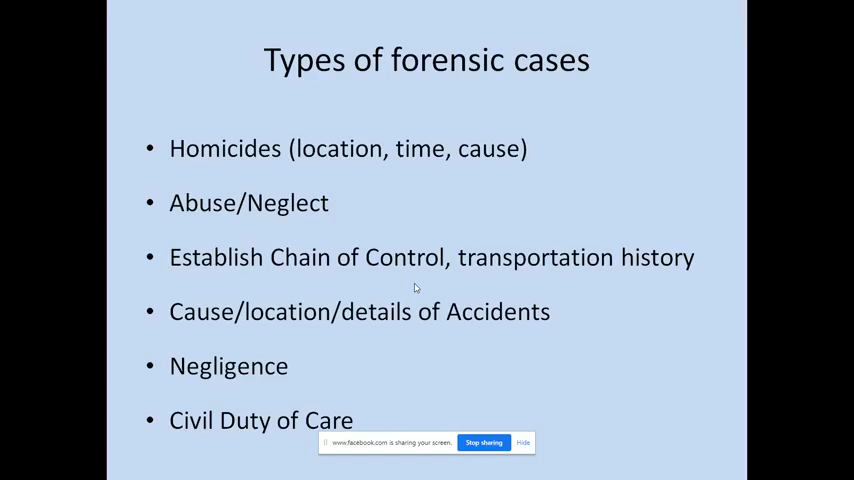 Types of forensic cases
• Homicides (location, time, cause)
• Abuse/Neglect
• Establish Chain of Control, transportation history
• Cause/location/details of Accidents
• Negligence
• Civil Duty of Care
www.facebook.com is sharing your screen. Stop sharing Hide